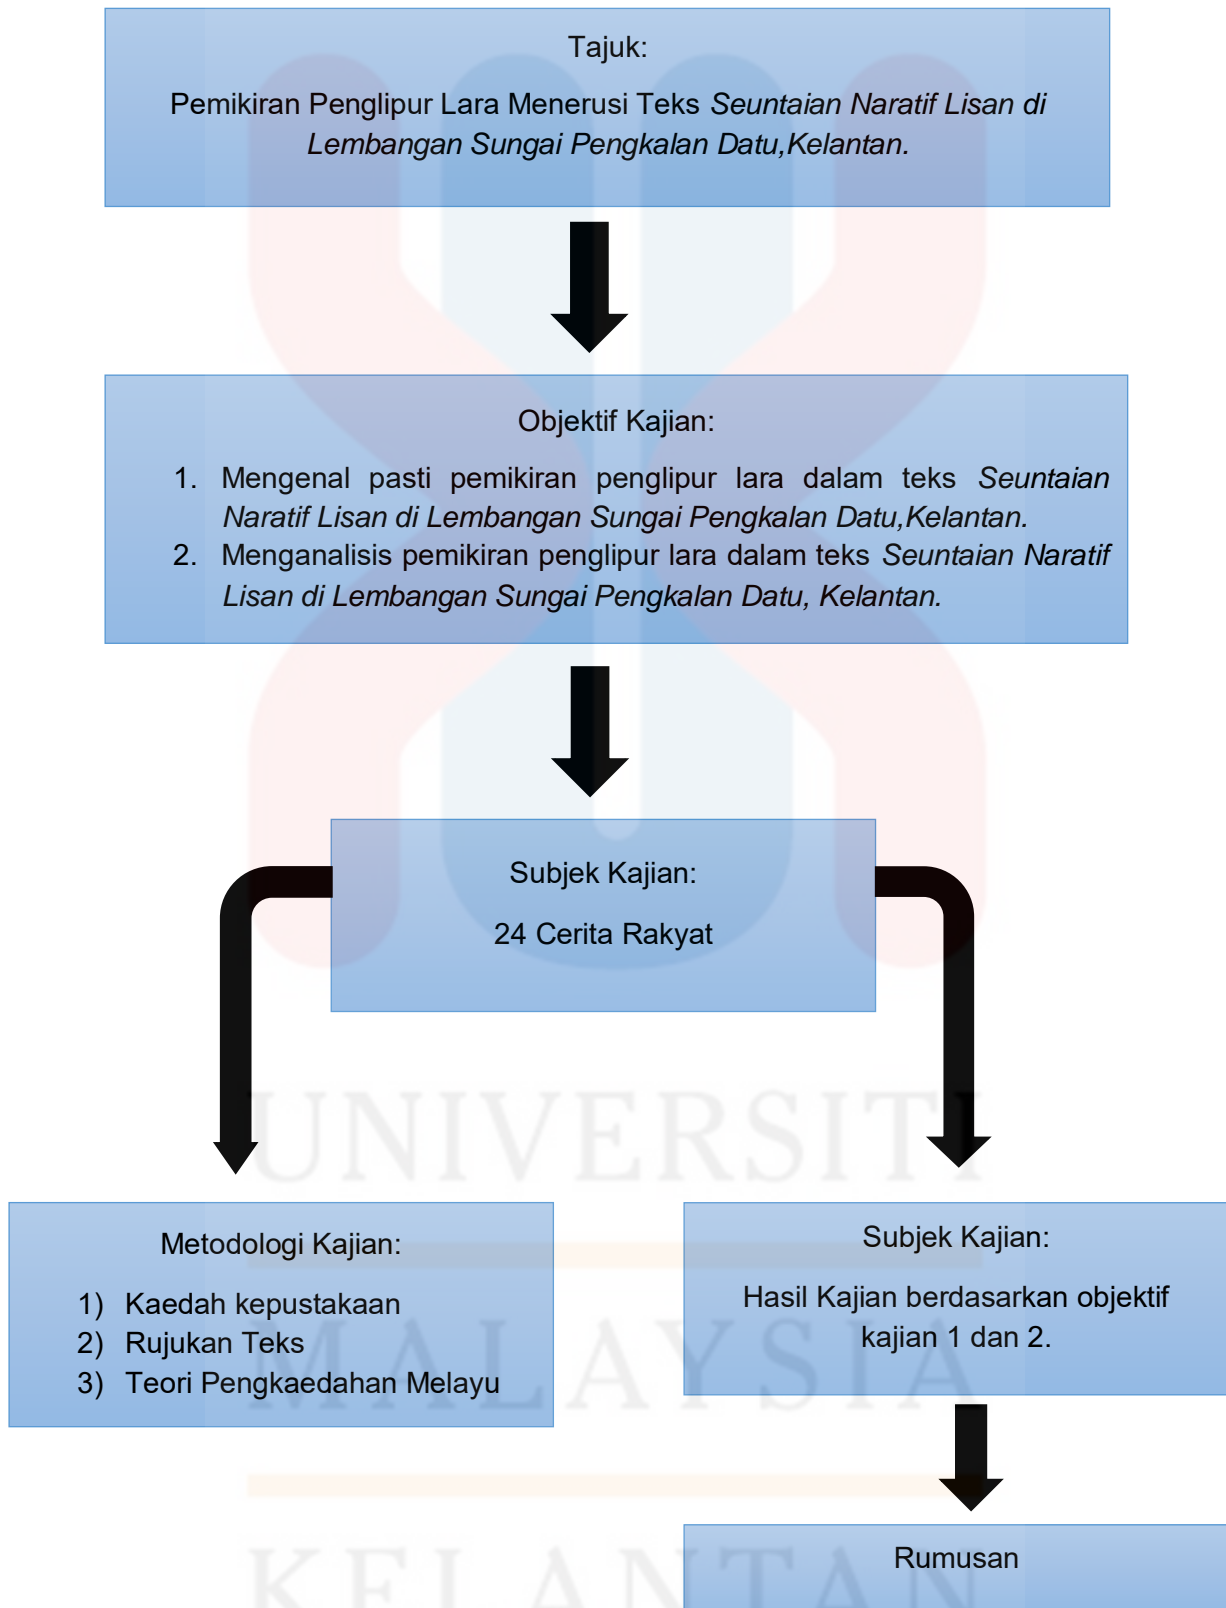 Tajuk:
Pemikiran Penglipur Lara Menerusi Teks Seuntaian Naratif Lisan di
Lembangan Sungai Pengkalan Datu,Kelantan.
Objektif Kajian:
1. Mengenal pasti pemikiran penglipur lara dalam teks Seuntaian
Naratif Lisan di Lembangan Sungai Pengkalan Datu,Kelantan.
2. Menganalisis pemikiran penglipur lara dalam teks Seuntaian Naratif
Lisan di Lembangan Sungai Pengkalan Datu, Kelantan.
Subjek Kajian:
24 Cerita Rakyat
UNIVERSITI
Metodologi Kajian:
1) Kaedah kepustakaan
2) Rujukan Teks
3) Teori Pengkaedahan Melayu
Subjek Kajian:
Hasil Kajian berdasarkan objektif
kajian 1 dan 2.
MALAYSIA
Rumusan
KELANTAN